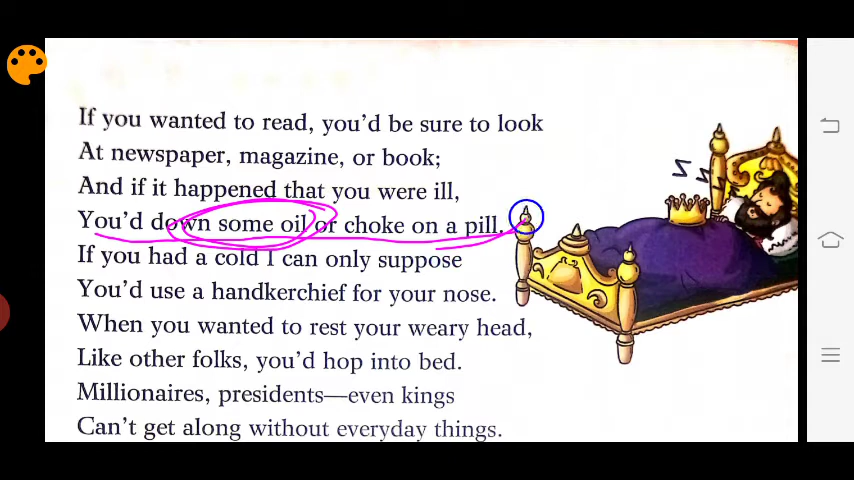 If you wanted to read, you'd be sure to look
At newspaper, magazine, or book;
And if it happened that you were ill,
You'd down some oil or choke on a pill.
If you had a cold I can only suppose
You'd use a handkerchief for your nose.
When you wanted to rest your weary head,
Like other folks, you'd hop into bed.
Millionaires, presidents—even kings
Can't get along without everyday things.
z z z